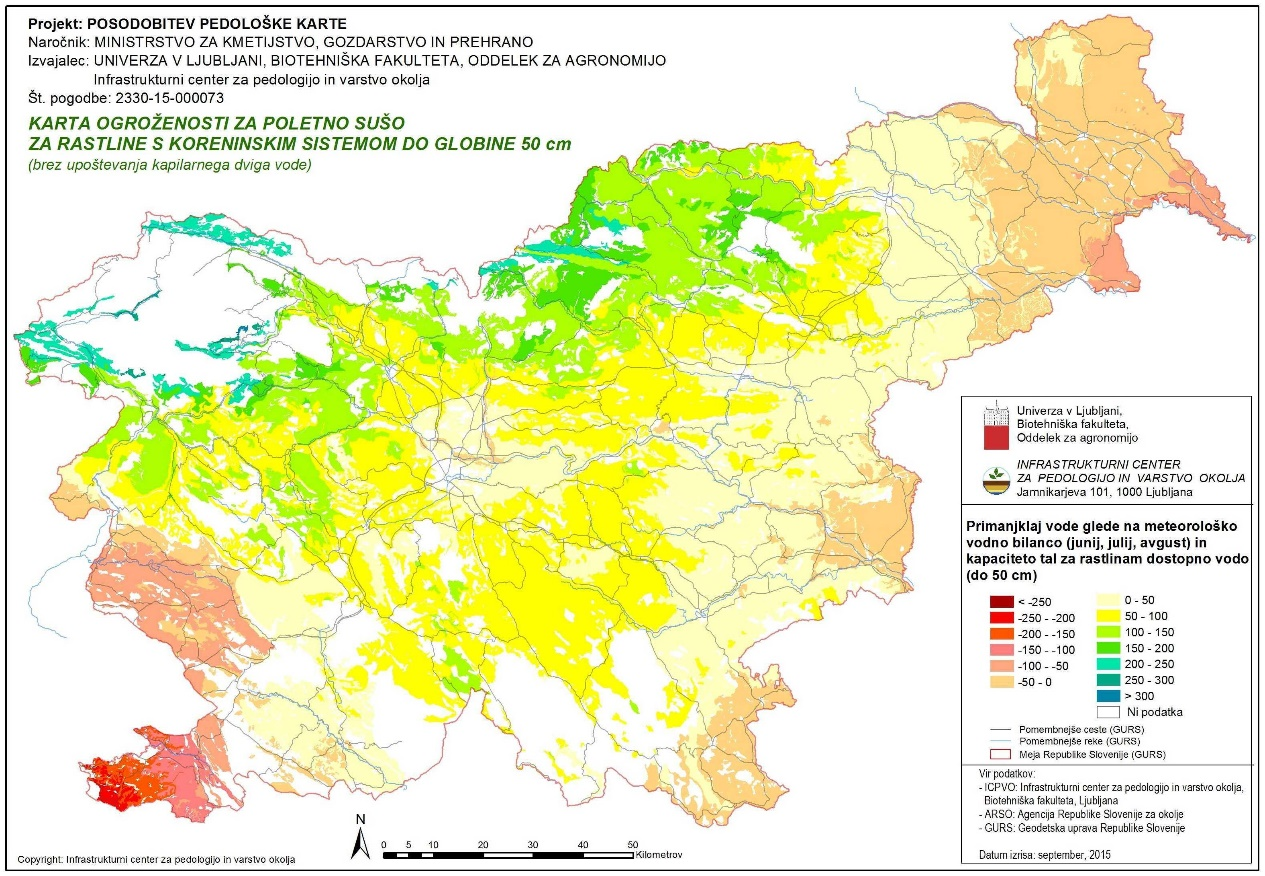 Projekt: POSODOBITEV PEDOLOŠKE KARTE
Naročnik: MINISTRSTVO ZA KMETIJSTVO, GOZDARSTVO IN PREHRANO
Izvajalec: UNIVERZA V LJUBLJANI, BIOTEHNIŠKA FAKULTETA, ODDELEK ZA AGRONOMIJO
Infrastrukturni center za pedologijo in varstvo okolja
Št. pogodbe: 2330-15-000073
KARTA OGROŽENOSTI ZA POLETNO SUŠO
ZA RASTLINE S KORENINSKIM SISTEMOM DO GLOBINE 50 cm
(brez upoštevanja kapilarnega dviga vode)
Univerza v Ljubljani,
Biotehniška fakulteta,
Oddelek za agronomijo
INFRASTRUKTURNI CENTER
ZA PEDOLOGIJO IN VARSTVO OKOLJA
Jamnikarjeva 101, 1000 Ljubljana
Primanjklaj vode glede na meteorološko
vodno bilanco (junij, julij, avgust) in
kapaciteto tal za rastlinam dostopno vodo
(do 50 cm)
< -250
-250 - -200
-200 - -150
-150 - -100
-100 - -50
-50 - 0
0 - 50
50 - 100
100 - 150
150 - 200
200 - 250
250 - 300
> 300
Ni podatka
Pomembnejše ceste (GURS)
Pomembnejše reke (GURS)
Meja Republike Slovenije (GURS)
Vir podatkov:
- ICPVO: Infrastrukturni center za pedologijo in varstvo okolja,
Biotehniška fakulteta, Ljubljana
- ARSO: Agencija Republike Slovenije za okolje
- GURS: Geodetska uprava Republike Slovenije
Datum izrisa: september, 2015
N
0 5 10 20 30 40 50
Kilometrov
Copyright: Infrastrukturni center za pedologijo in varstvo okolja